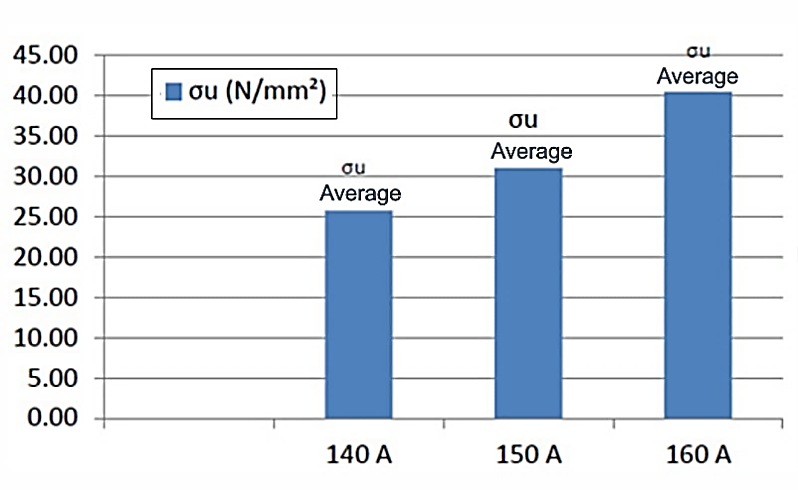 45.00
40.00
35.00
30.00
25.00
20.00
15.00
10.00
5.00
0.00
σu (N/mm²)
σu
Average
σu
Average
σu
Average
140 A
150 A
160 A